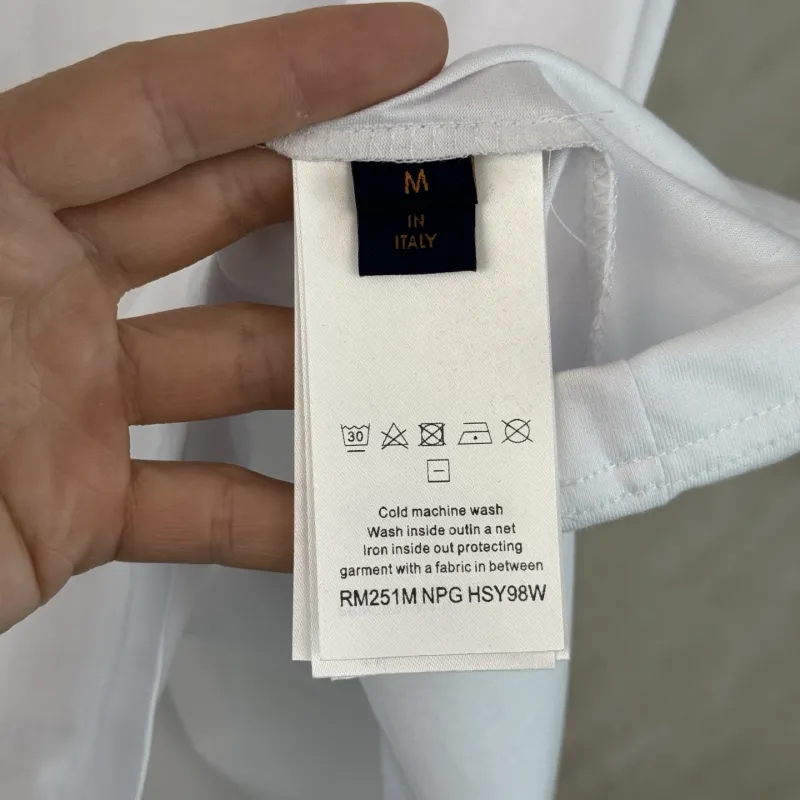 M
IN
ITALY
30
Cold machine wash
Wash inside outin a net
Iron inside out protecting
garment with a fabric in between
RM251M NPG HSY98W